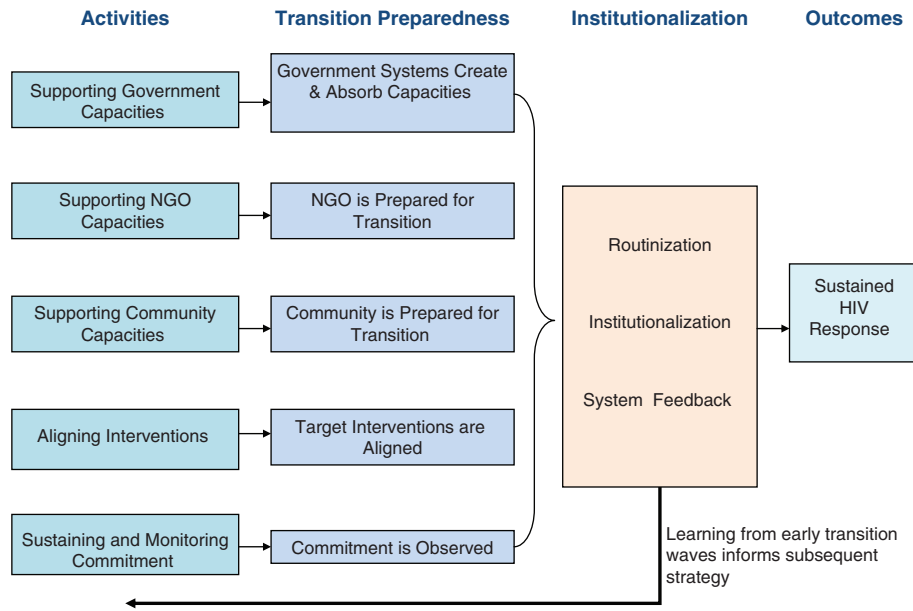 Activities
Transition Preparedness
Institutionalization
Outcomes
Supporting Government
Capacities
Government Systems Create
& Absorb Capacities
Supporting NGO
Capacities
NGO is Prepared for
Transition
Supporting Community
Capacities
Community is Prepared for
Transition
Aligning Interventions
Target Interventions are
Aligned
Sustaining and Monitoring
Commitment
Commitment is Observed
Routinization
Institutionalization
System Feedback
Sustained
HIV
Response
Learning from early transition
waves informs subsequent
strategy